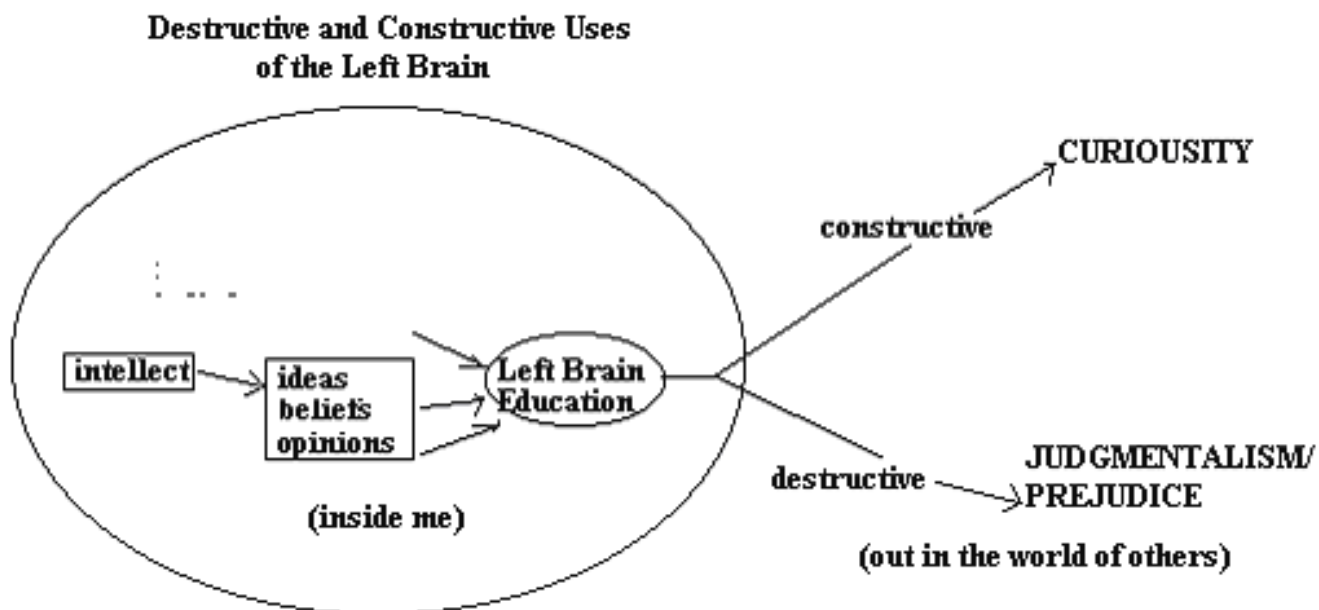 Destructive and Constructive Uses
of the Left Brain
CURIOUSITY
constructive
intellect
ideas
beliefs
opinions
Left Brain
Education
(inside me)
destructive
JUDGMENTALISM/
PREJUDICE
(out in the world of others)